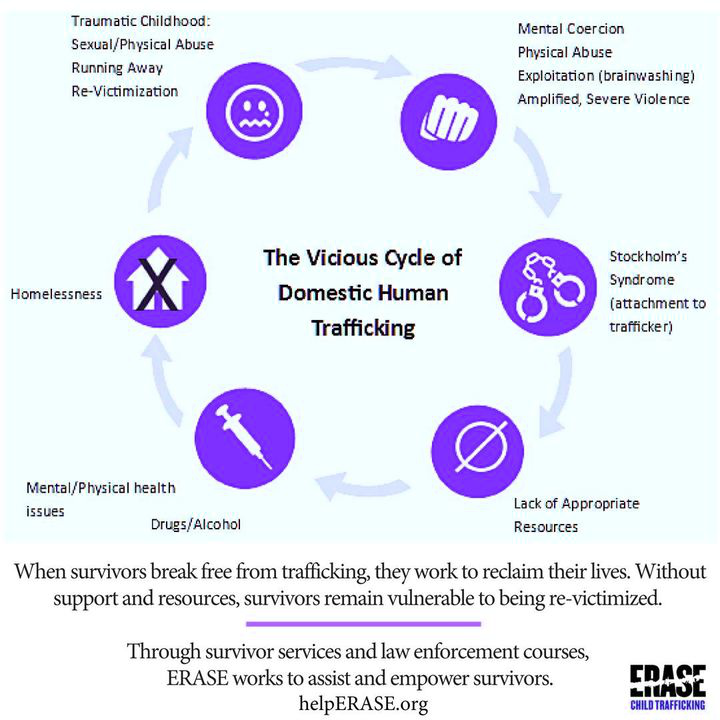 Traumatic Childhood:
Sexual/Physical Abuse
Running Away
Re-Victimization
Mental Coercion
Physical Abuse
Exploitation (brainwashing)
Amplified, Severe Violence
The Vicious Cycle of
Domestic Human
Trafficking
Stockholm's
Syndrome
(attachment to
trafficker)
Homelessness
Mental/Physical health
issues
Drugs/Alcohol
Lack of Appropriate
Resources
When survivors break free from trafficking, they work to reclaim their lives. Without
support and resources, survivors remain vulnerable to being re-victimized.
Through survivor services and law enforcement courses,
ERASE works to assist and empower survivors.
helpERASE.org
ERASE
CHILD TRAFFICKING